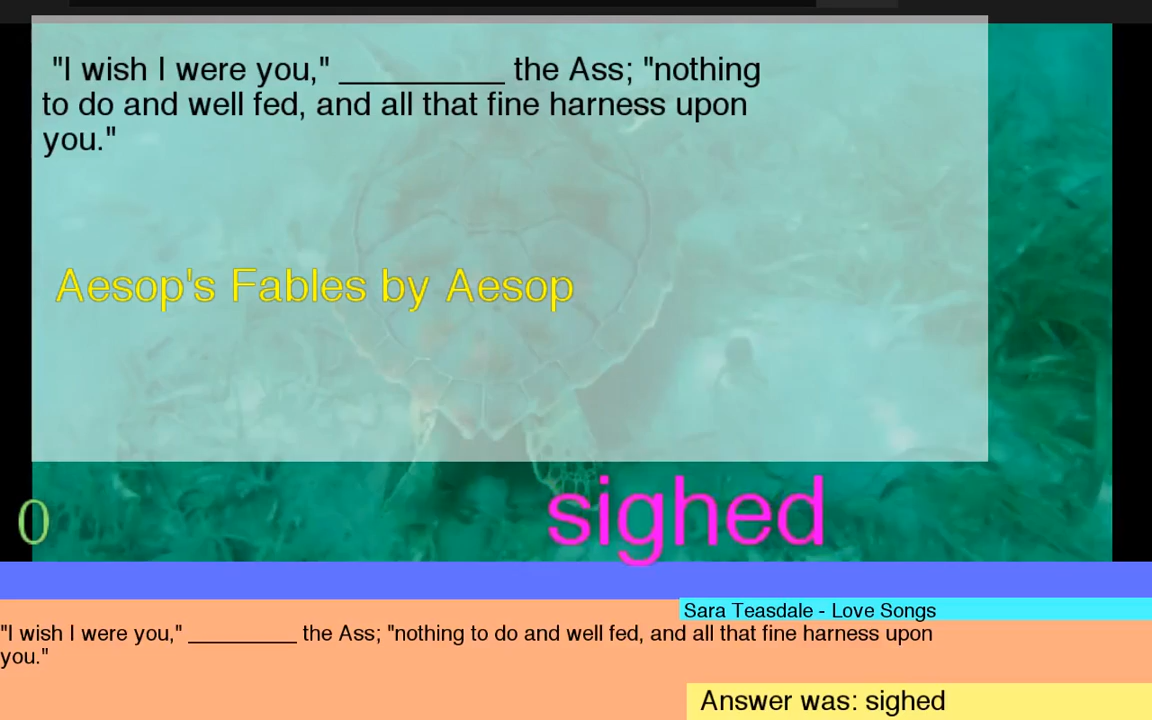 "I wish I were you," __________ the Ass; "nothing
to do and well fed, and all that fine harness upon
you."
Aesop's Fables by Aesop
0
sighed
Sara Teasdale - Love Songs
"I wish I were you," __________ the Ass; "nothing to do and well fed, and all that fine harness upon
you."
Answer was: sighed